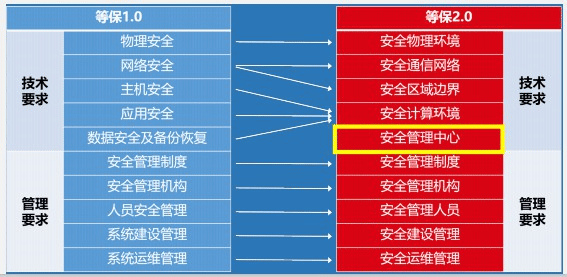 等保1.0 等保2.0
物理安全 安全物理环境
网络安全 安全通信网络
技术要求 主机安全 安全区域边界 技术要求
应用安全 安全计算环境
数据安全及备份恢复 安全管理中心
安全管理制度 安全管理制度
安全管理机构 安全管理机构
管理要求 人员安全管理 安全管理人员 管理要求
系统建设管理 安全建设管理
系统运维管理 安全运维管理